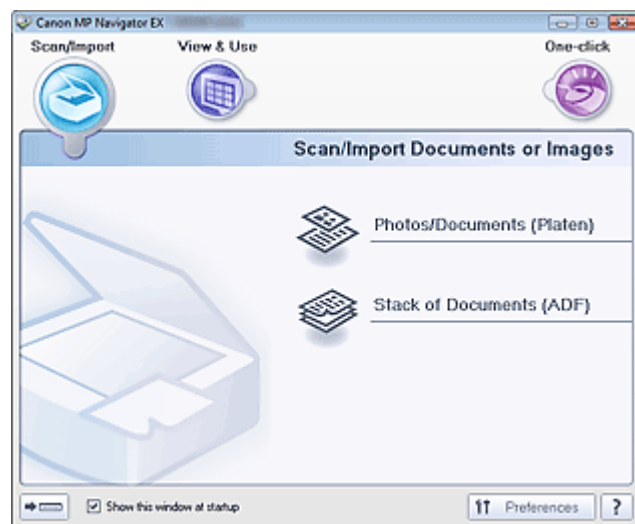 Canon MP Navigator EX
Scan/Import View & Use One-click
Scan/Import Documents or Images
Photos/Documents (Platen)
Stack of Documents (ADF)
Show this window at startup Preferences ?